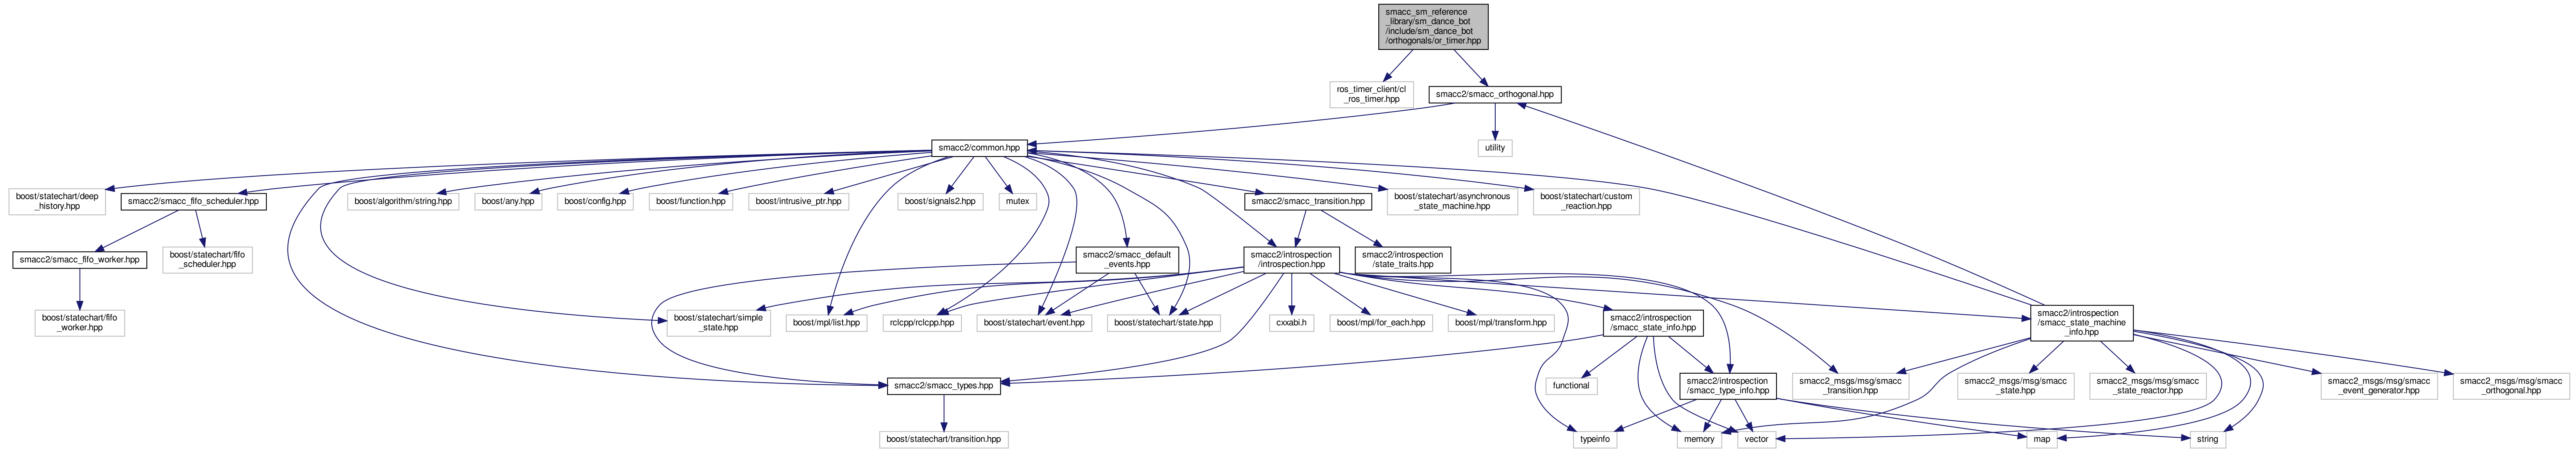 smacc_sm_reference
_library/sm_dance_bot
/include/sm_dance_bot
/orthogonals/or_timer.hpp
ros_timer_client/cl
_ros_timer.hpp
smacc2/smacc_orthogonal.hpp
smacc2/common.hpp
utility
boost/statechart/deep
_history.hpp
smacc2/smacc_fifo_scheduler.hpp
boost/algorithm/string.hpp
boost/any.hpp
boost/config.hpp
boost/function.hpp
boost/intrusive_ptr.hpp
boost/signals2.hpp
mutex
smacc2/smacc_transition.hpp
boost/statechart/asynchronous
_state_machine.hpp
boost/statechart/custom
_reaction.hpp
smacc2/smacc_fifo_worker.hpp
boost/statechart/fifo
_scheduler.hpp
smacc2/smacc_default
_events.hpp
smacc2/introspection
/introspection.hpp
smacc2/introspection
/state_traits.hpp
boost/statechart/fifo
_worker.hpp
boost/statechart/simple
_state.hpp
boost/mpl/list.hpp
rclcpp/rclcpp.hpp
boost/statechart/event.hpp
boost/statechart/state.hpp
cxxabi.h
boost/mpl/for_each.hpp
boost/mpl/transform.hpp
smacc2/introspection
/smacc_state_info.hpp
smacc2/introspection
/smacc_state_machine
_info.hpp
smacc2/smacc_types.hpp
functional
smacc2/introspection
/smacc_type_info.hpp
smacc2_msgs/msg/smacc
_transition.hpp
smacc2_msgs/msg/smacc
_state.hpp
smacc2_msgs/msg/smacc
_state_reactor.hpp
smacc2_msgs/msg/smacc
_event_generator.hpp
smacc2_msgs/msg/smacc
_orthogonal.hpp
boost/statechart/transition.hpp
typeinfo
memory
vector
map
string